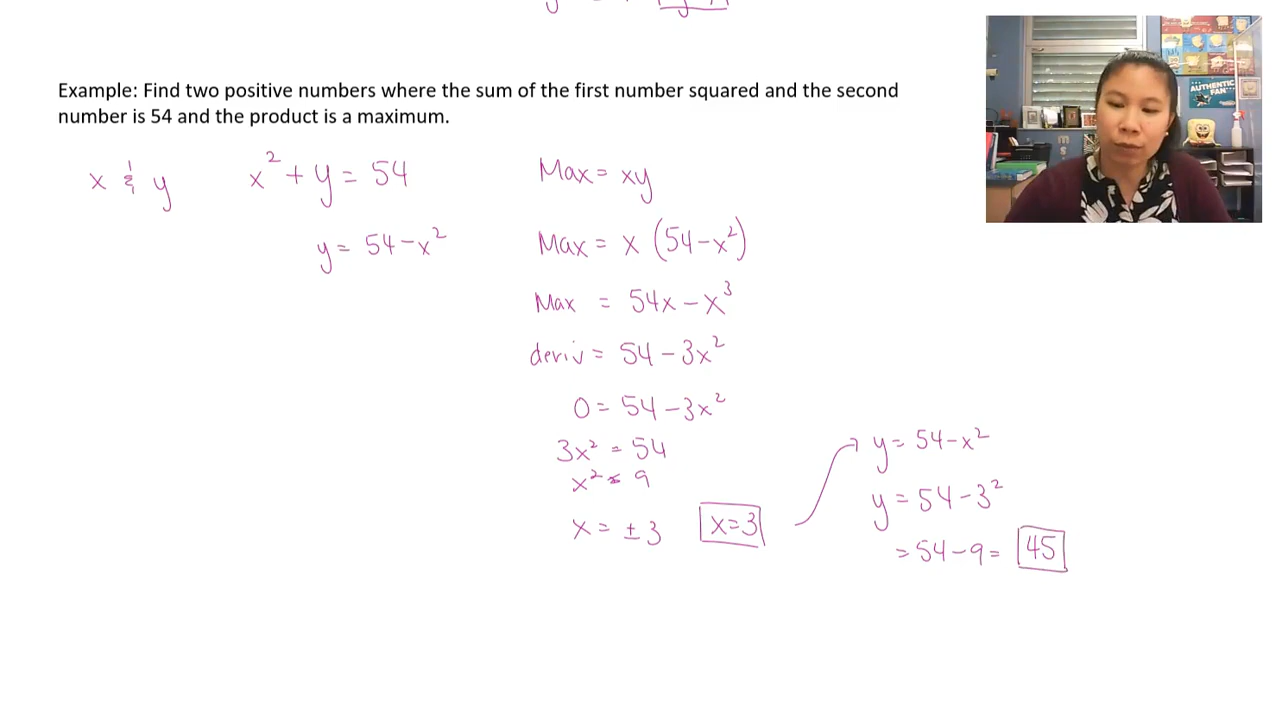 Example: Find two positive numbers where the sum of the first number squared and the second
number is 54 and the product is a maximum.
x & y
x² + y = 54
y = 54 - x²
Max = xy
Max = x (54 - x²)
Max = 54x - x³
deriv = 54 - 3x²
0 = 54 - 3x²
3x² = 54
x² = 9
x = ± 3
x = 3
y = 54 - x²
y = 54 - 3²
= 54 - 9 = 45
AUTHENTIC
FAN